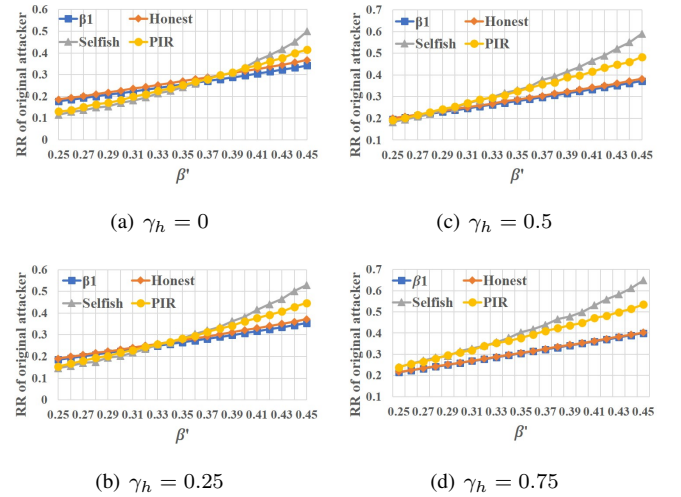 RR of original attacker
0.6
0.5
0.4
0.3
0.2
0.1
0
β1
Honest
Selfish
PIR
0.25 0.27 0.29 0.31 0.33 0.35 0.37 0.39 0.41 0.43 0.45
β'
(a) γh = 0
RR of original attacker
0.7
0.6
0.5
0.4
0.3
0.2
0.1
β1
Honest
Selfish
PIR
0.25 0.27 0.29 0.31 0.33 0.35 0.37 0.39 0.41 0.43 0.45
β'
(c) γh = 0.5
RR of original attacker
0.6
0.5
0.4
0.3
0.2
0.1
0
β1
Honest
Selfish
PIR
0.25 0.27 0.29 0.31 0.33 0.35 0.37 0.39 0.41 0.43 0.45
β'
(b) γh = 0.25
RR of original attacker
0.7
0.6
0.5
0.4
0.3
0.2
0.1
β1
Honest
Selfish
PIR
0.25 0.27 0.29 0.31 0.33 0.35 0.37 0.39 0.41 0.43 0.45
β'
(d) γh = 0.75